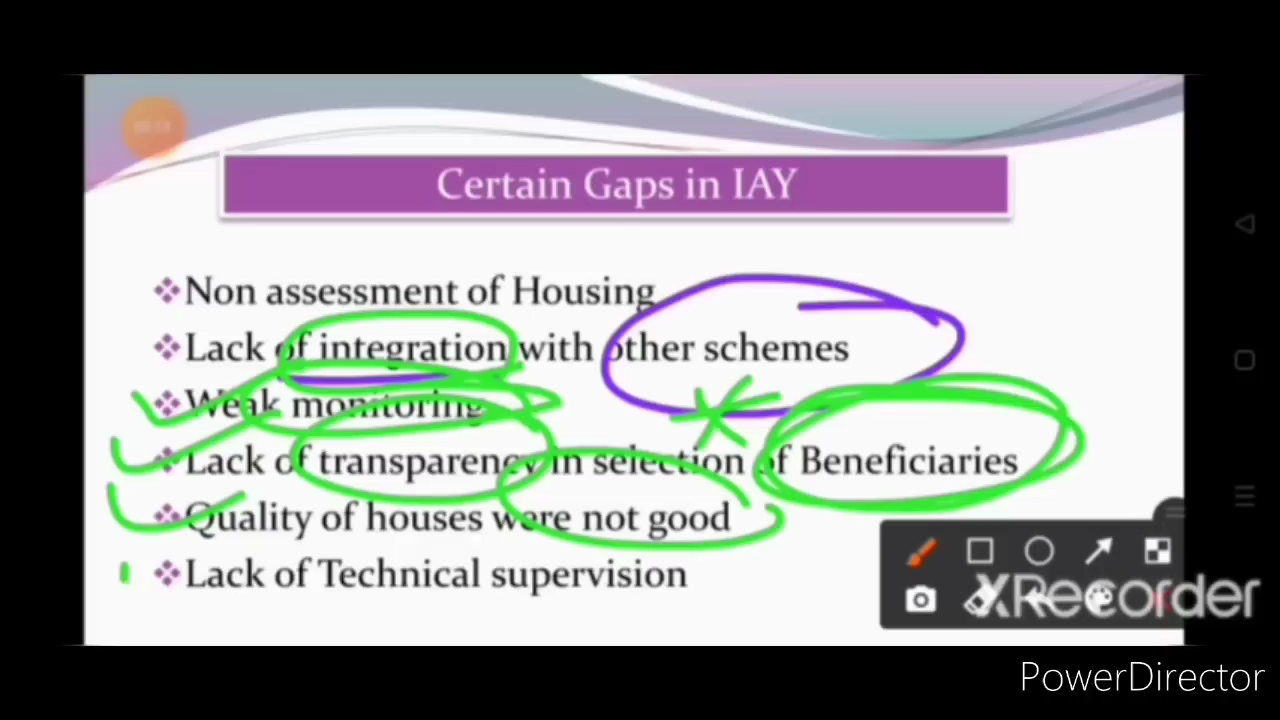 Certain Gaps in IAY
Non assessment of Housing
Lack of integration with other schemes
Weak monitoring
Lack of transparency in selection of Beneficiaries
Quality of houses were not good
Lack of Technical supervision
XRecorder
PowerDirector